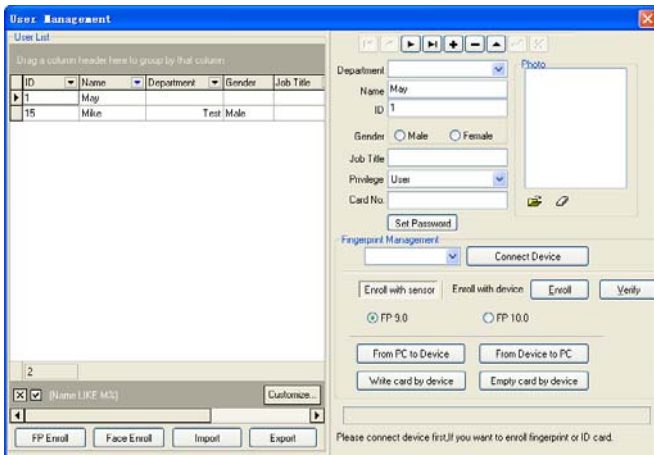 User Management
User List
Drag a column header here to group by that column
ID Name Department Gender Job Title
1 May
15 Mike Test Male
2
(Name LIKE M%)
Customize...
FP Enroll Face Enroll Import Export
Department
Name May
ID 1
Gender Male Female
Job Title
Privilege User
Card No.
Set Password
Photo
Fingerprint Management
Connect Device
Enroll with sensor Enroll with device Enroll Verify
FP 9.0 FP 10.0
From PC to Device From Device to PC
Write card by device Empty card by device
Please connect device first,If you want to enroll fingerprint or ID card.